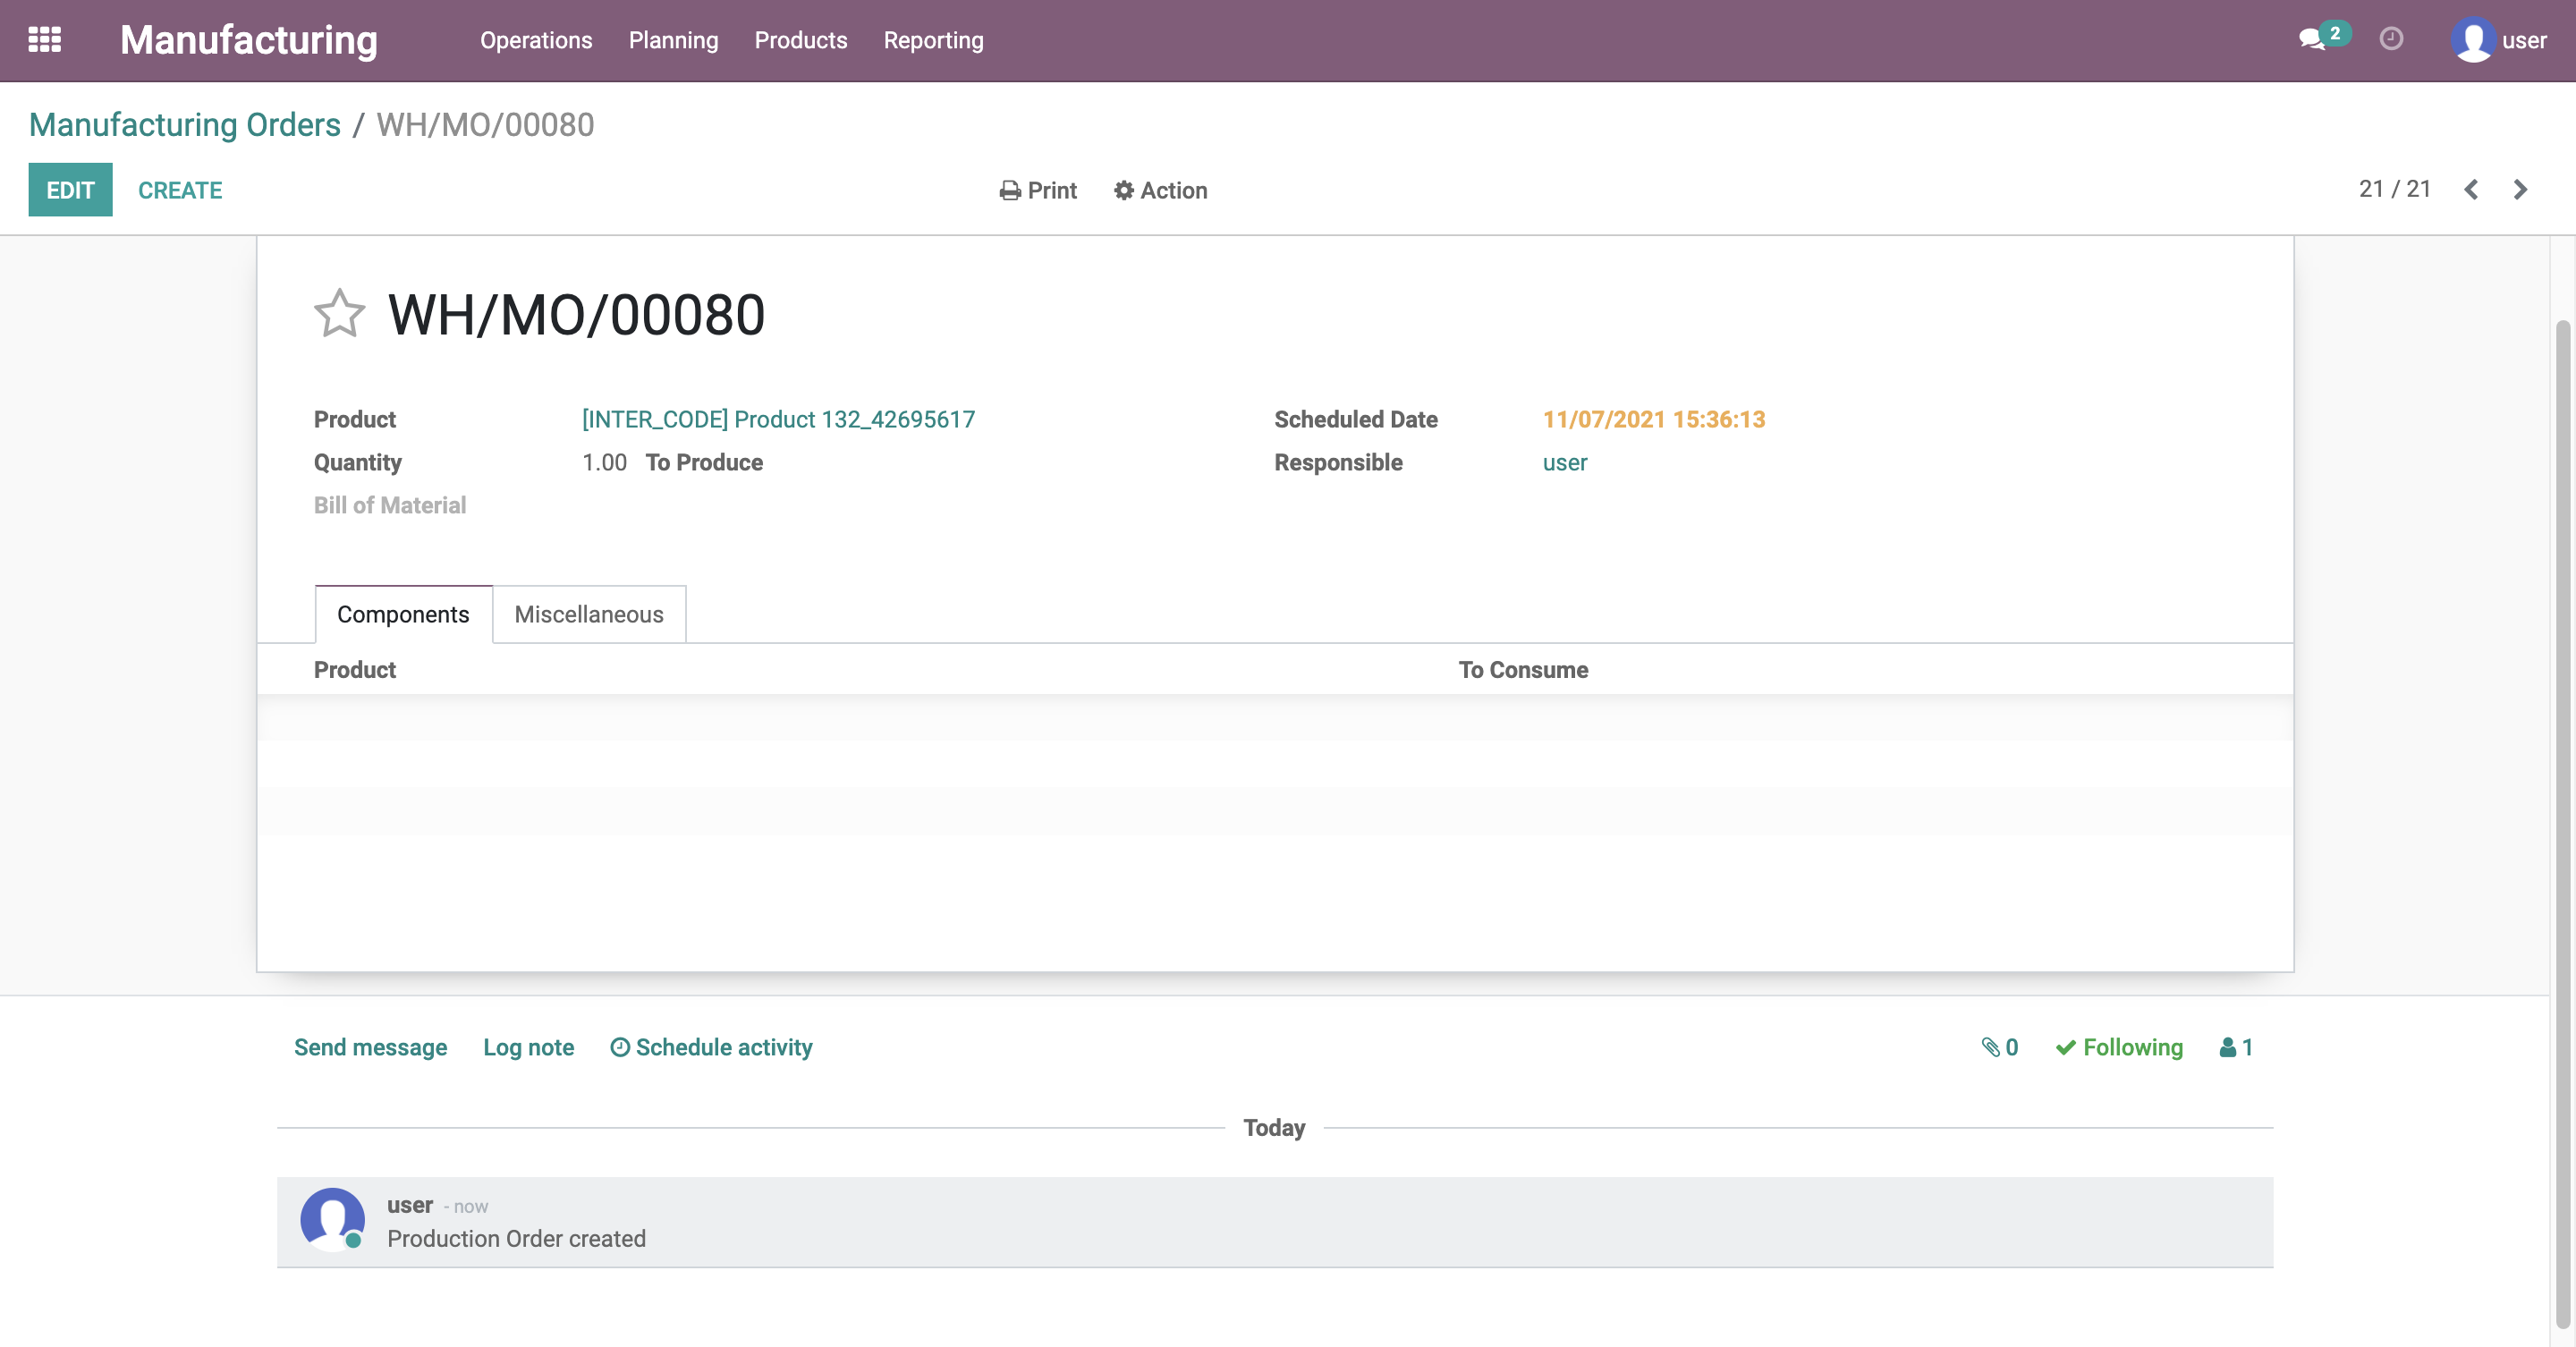 Manufacturing Operations Planning Products Reporting 2 user
Manufacturing Orders / WH/MO/00080
EDIT CREATE Print Action 21 / 21
WH/MO/00080
Product [INTER_CODE] Product 132_42695617 Scheduled Date 11/07/2021 15:36:13
Quantity 1.00 To Produce Responsible user
Bill of Material
Components Miscellaneous
Product To Consume
Send message Log note Schedule activity 0 Following 1
Today
user - now
Production Order created